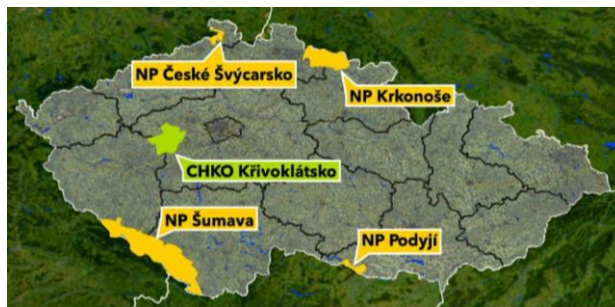 NP České Švýcarsko
NP Krkonoše
CHKO Křivoklátsko
NP Šumava
NP Podyjí